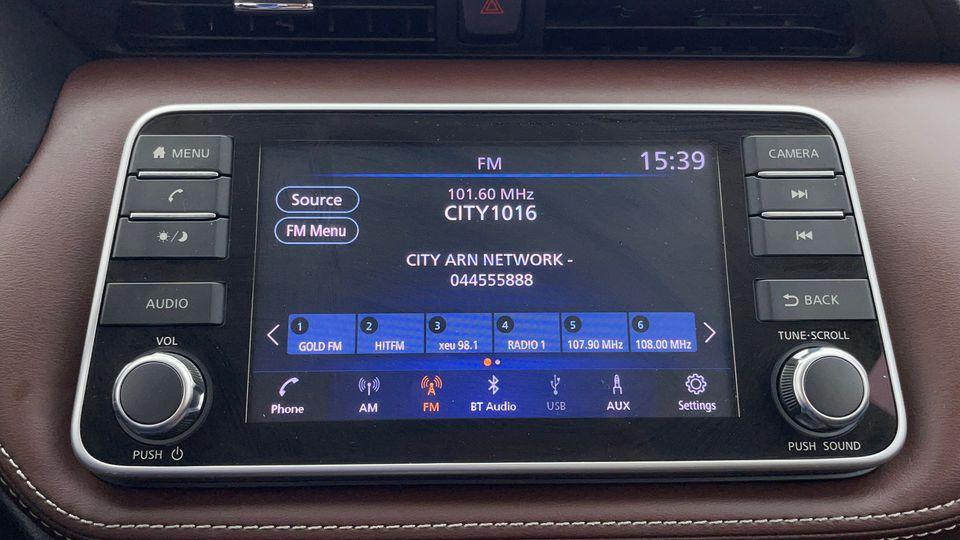 MENU
CAMERA
AUDIO
BACK
VOL
TUNE·SCROLL
PUSH
PUSH SOUND
FM
15:39
Source
FM Menu
101.60 MHz
CITY1016
CITY ARN NETWORK -
044555888
1 GOLD FM
2 HITFM
3 xeu 98.1
4 RADIO 1
5 107.90 MHz
6 108.00 MHz
Phone
AM
FM
BT Audio
USB
AUX
Settings